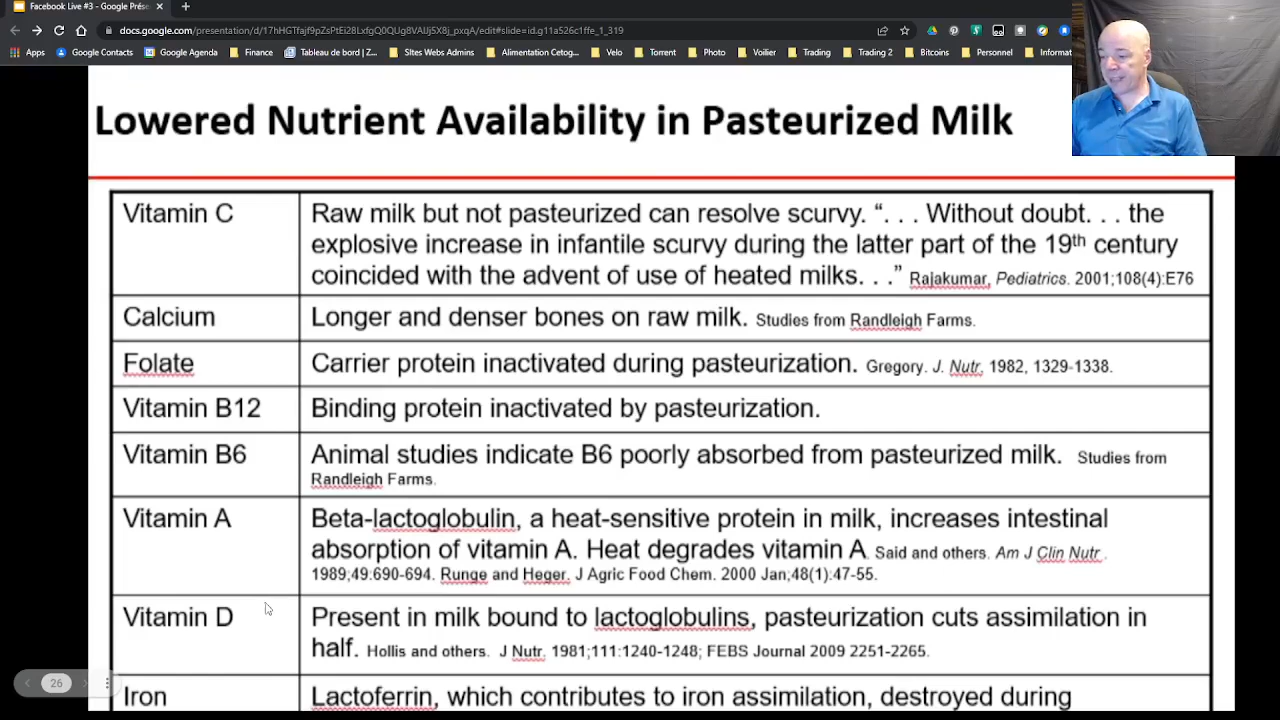 Facebook Live #3 - Google Prése
docs.google.com/presentation/d/17hHGTfajf9pZsPtEi28LxfgQ0QUg8VAUj5X8j_pxqA/edit#slide=id.g11a526c1ffe_1_319
Apps Google Agenda Finance Tableau de bord | Z... SItes Webs Admins Alimentation Cetog... Velo Torrent Photo Voilier Trading Trading 2 Bitcoins Personnel Informat
Lowered Nutrient Availability in Pasteurized Milk
Vitamin C
Raw milk but not pasteurized can resolve scurvy. “. . . Without doubt. . . the
explosive increase in infantile scurvy during the latter part of the 19th century
coincided with the advent of use of heated milks. . .” Rajakumar, Pediatrics. 2001;108(4):E76
Calcium
Longer and denser bones on raw milk. Studies from Randleigh Farms.
Folate
Carrier protein inactivated during pasteurization. Gregory. J. Nutr. 1982, 1329-1338.
Vitamin B12
Binding protein inactivated by pasteurization.
Vitamin B6
Animal studies indicate B6 poorly absorbed from pasteurized milk. Studies from
Randleigh Farms.
Vitamin A
Beta-lactoglobulin, a heat-sensitive protein in milk, increases intestinal
absorption of vitamin A. Heat degrades vitamin A. Said and others. Am J Clin Nutr .
1989;49:690-694. Runge and Heger. J Agric Food Chem. 2000 Jan;48(1):47-55.
Vitamin D
Present in milk bound to lactoglobulins, pasteurization cuts assimilation in
half. Hollis and others. J Nutr. 1981;111:1240-1248; FEBS Journal 2009 2251-2265.
Iron
Lactoferrin, which contributes to iron assimilation, destroyed during
26